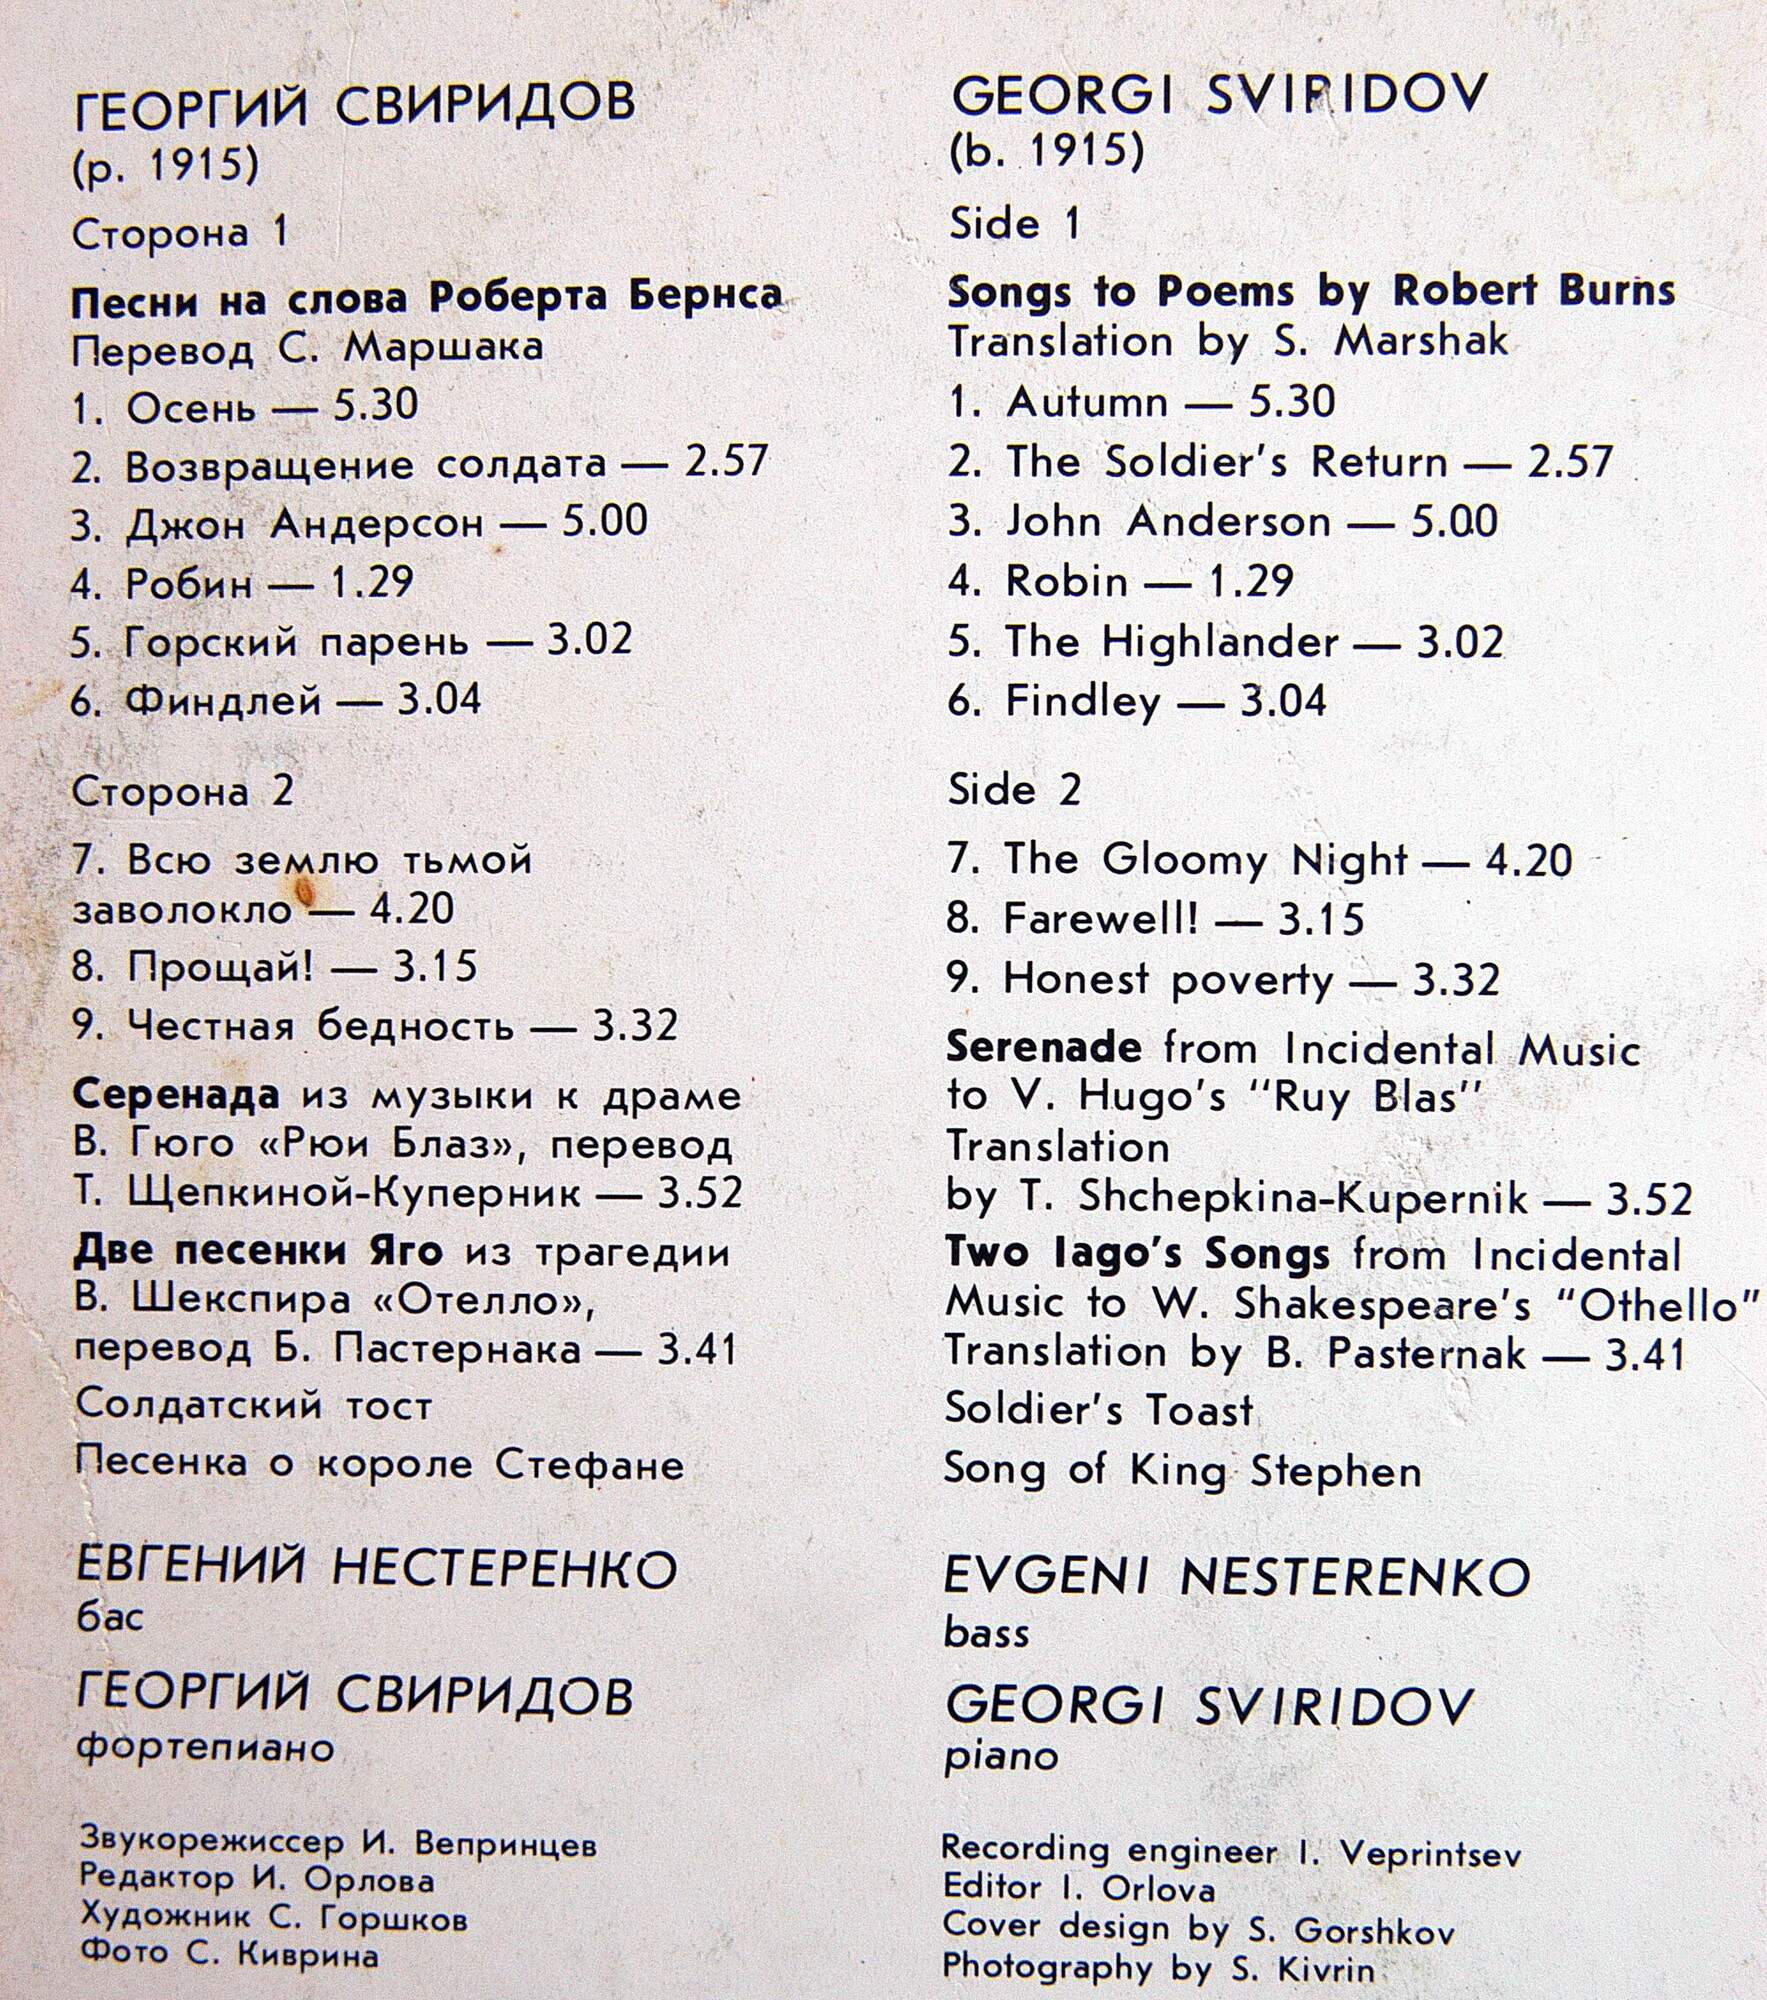 ГЕОРГИЙ СВИРИДОВ
(р. 1915)
Сторона 1
Песни на слова Роберта Бернса
Перевод С. Маршака
1. Осень — 5.30
2. Возвращение солдата — 2.57
3. Джон Андерсон — 5.00
4. Робин — 1.29
5. Горский парень — 3.02
6. Финдлей — 3.04
Сторона 2
7. Всю землю тьмой
заволокло — 4.20
8. Прощай! — 3.15
9. Честная бедность — 3.32
Серенада из музыки к драме
В. Гюго «Рюи Блаз», перевод
Т. Щепкиной-Куперник — 3.52
Две песенки Яго из трагедии
В. Шекспира «Отелло»,
перевод Б. Пастернака — 3.41
Солдатский тост
Песенка о короле Стефане
ЕВГЕНИЙ НЕСТЕРЕНКО
бас
ГЕОРГИЙ СВИРИДОВ
фортепиано
Звукорежиссер И. Вепринцев
Редактор И. Орлова
Художник С. Горшков
Фото С. Киврина
GEORGI SVIRIDOV
(b. 1915)
Side 1
Songs to Poems by Robert Burns
Translation by S. Marshak
1. Autumn — 5.30
2. The Soldier's Return — 2.57
3. John Anderson — 5.00
4. Robin — 1.29
5. The Highlander — 3.02
6. Findley — 3.04
Side 2
7. The Gloomy Night — 4.20
8. Farewell! — 3.15
9. Honest poverty — 3.32
Serenade from Incidental Music
to V. Hugo's "Ruy Blas"
Translation
by T. Shchepkina-Kupernik — 3.52
Two Iago's Songs from Incidental
Music to W. Shakespeare's "Othello"
Translation by B. Pasternak — 3.41
Soldier's Toast
Song of King Stephen
EVGENI NESTERENKO
bass
GEORGI SVIRIDOV
piano
Recording engineer I. Veprintsev
Editor I. Orlova
Cover design by S. Gorshkov
Photography by S. Kivrin